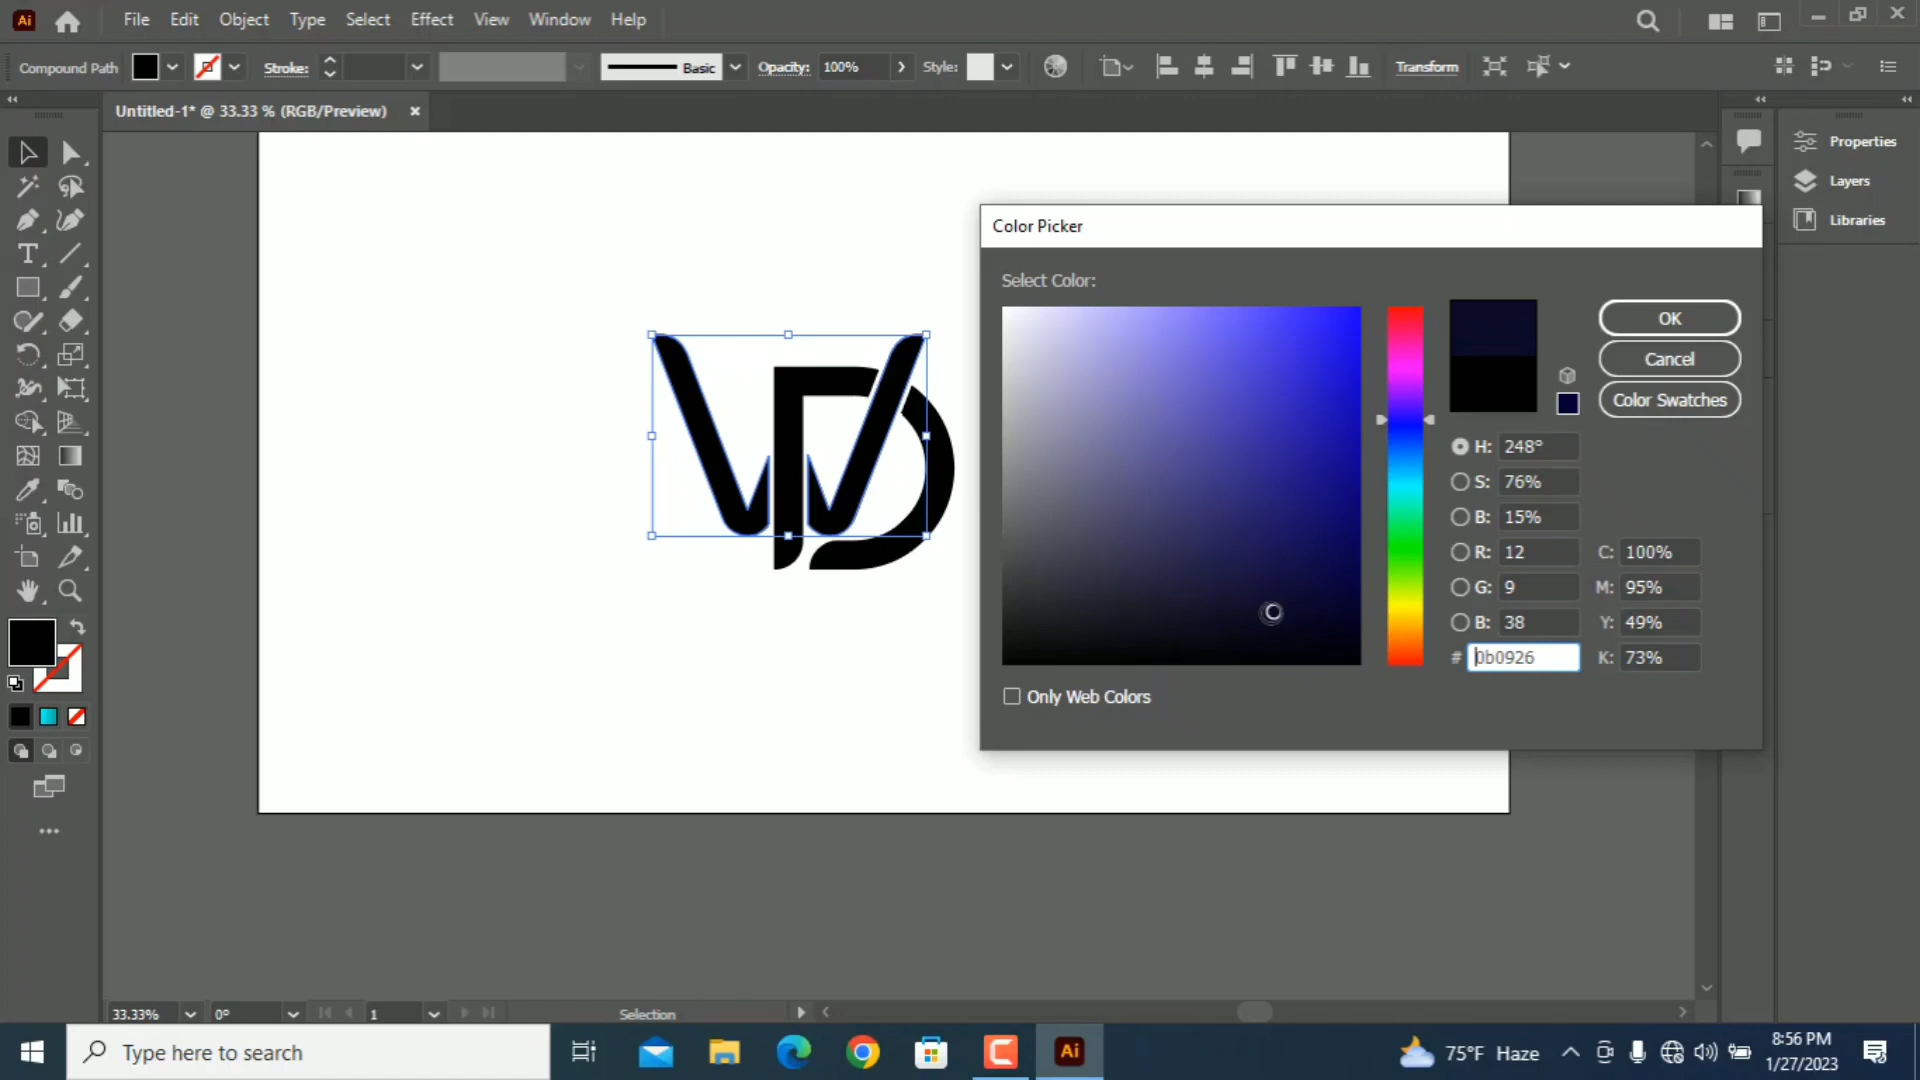 Ai File Edit Object Type Select Effect View Window Help
Compound Path Stroke: Basic Opacity: 100% Style: Transform
Untitled-1* @ 33.33 % (RGB/Preview)
Properties
Layers
Libraries
Color Picker
Select Color:
OK
Cancel
Color Swatches
H: 248°
S: 76%
B: 15%
R: 12 C: 100%
G: 9 M: 95%
B: 38 Y: 49%
# 0b0926 K: 73%
Only Web Colors
WD
33.33% 0° 1 Selection
Type here to search
Ai
75°F Haze
8:56 PM
1/27/2023